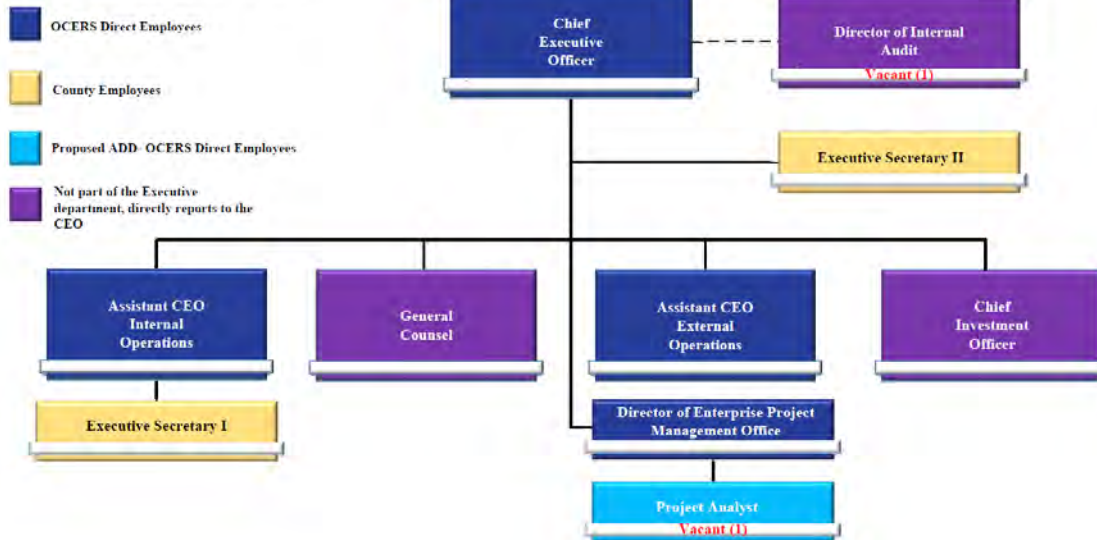 OCERS Direct Employees
County Employees
Proposed ADD- OCERS Direct Employees
Not part of the Executive
department, directly reports to the
CEO
Chief
Executive
Officer
Director of Internal
Audit
Vacant (1)
Executive Secretary II
Assistant CEO
Internal
Operations
General
Counsel
Assistant CEO
External
Operations
Chief
Investment
Officer
Executive Secretary I
Director of Enterprise Project
Management Office
Project Analyst
Vacant (1)